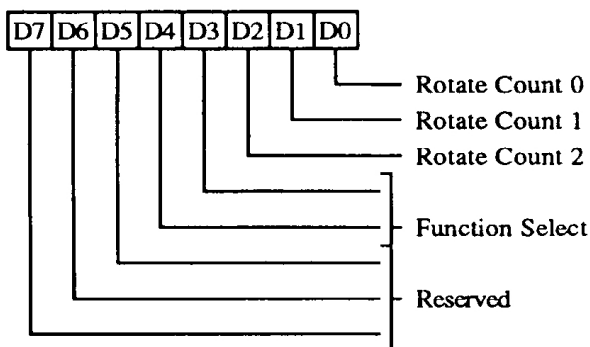 D7 D6 D5 D4 D3 D2 D1 D0
Rotate Count 0
Rotate Count 1
Rotate Count 2
Function Select
Reserved